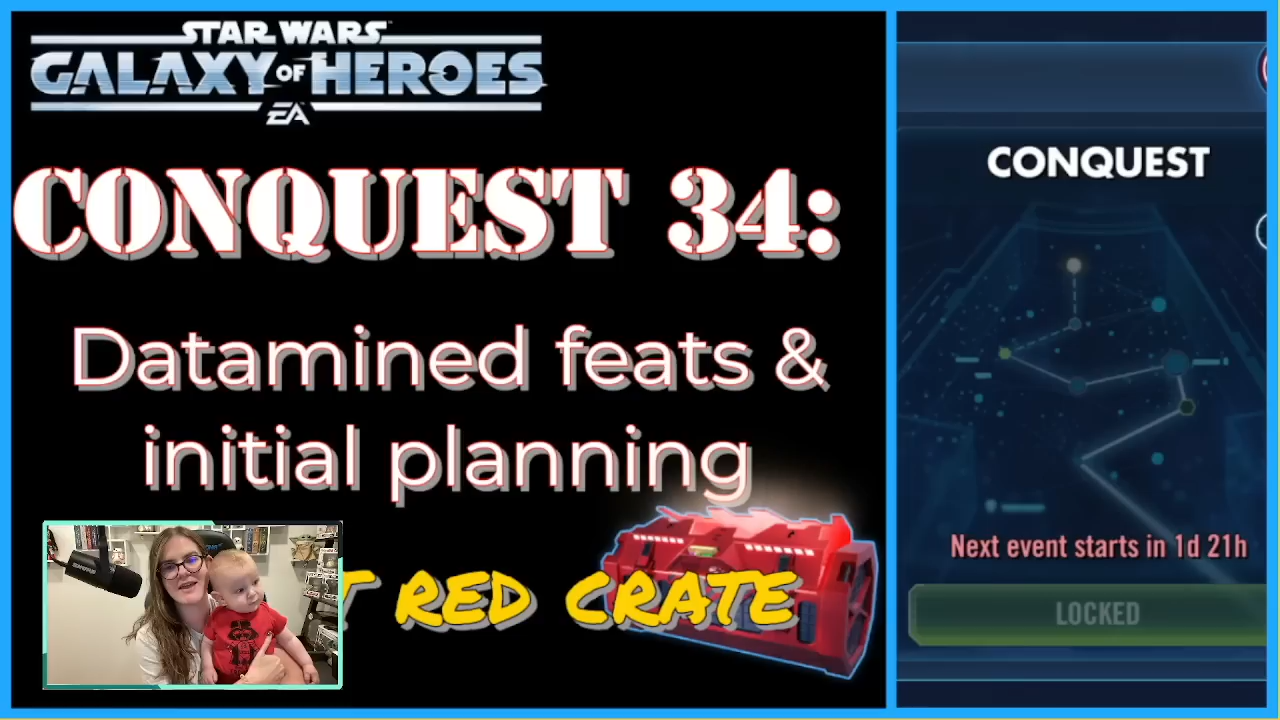 STAR WARS
GALAXY OF HEROES
EA
CONQUEST 34:
Datamined feats &
initial planning
RED CRATE
CONQUEST
Next event starts in 1d 21h
LOCKED